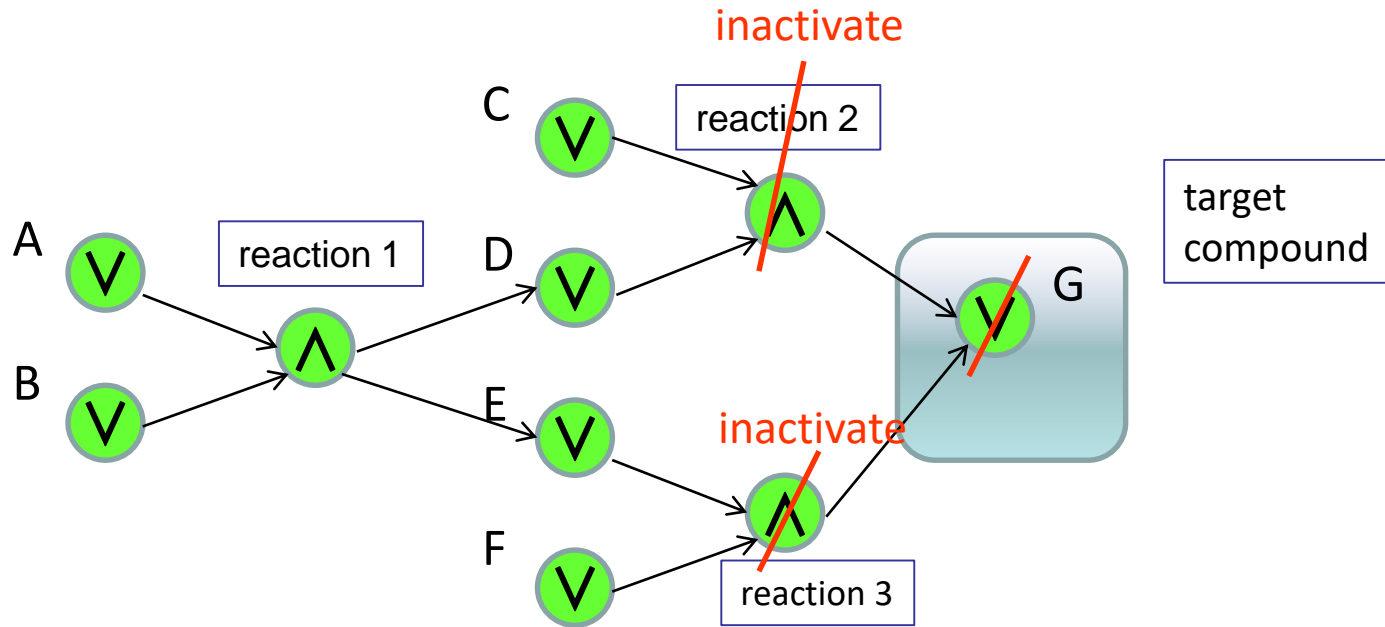 inactivate
C
reaction 2
target
compound
A
reaction 1
D
G
B
E
inactivate
F
reaction 3